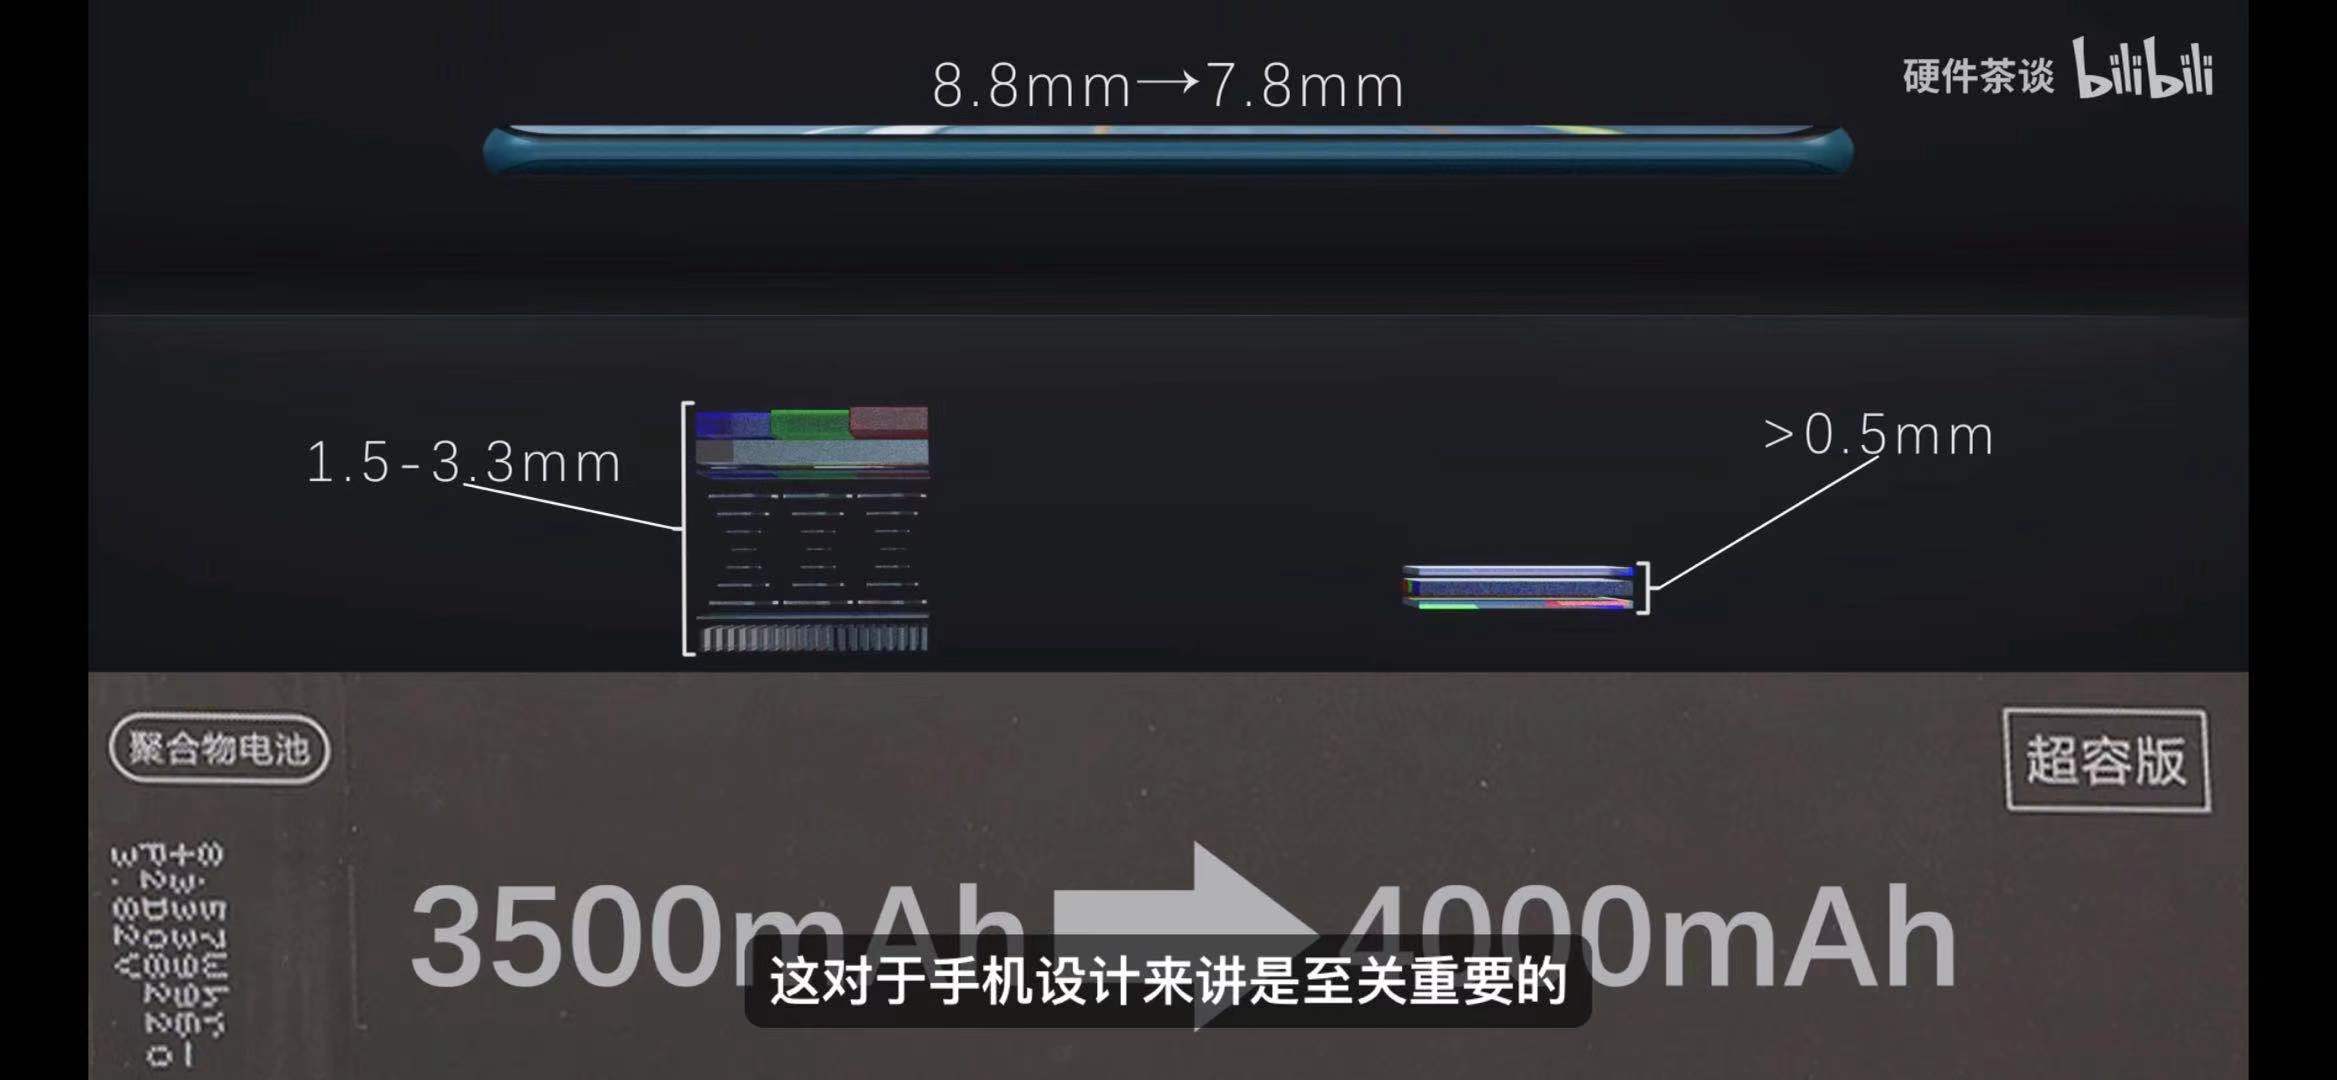 8.8mm→7.8mm
硬件茶谈 bilibili
1.5-3.3mm
>0.5mm
聚合物电池
超容版
3500mAh
4000mAh
这对于手机设计来讲是至关重要的